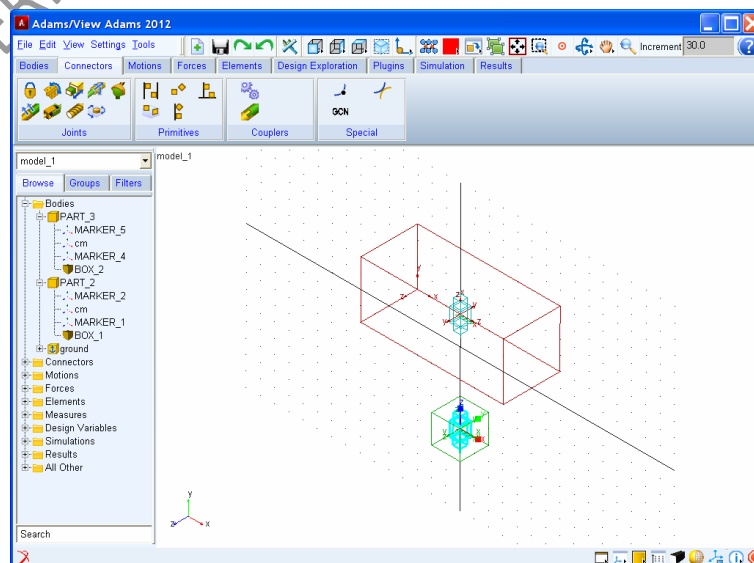 Adams/View Adams 2012
File Edit View Settings Tools
Increment 30.0
Bodies Connectors Motions Forces Elements Design Exploration Plugins Simulation Results
GCN
Joints Primitives Couplers Special
model_1
model_1
Browse Groups Filters
Bodies
PART_3
MARKER_5
cm
MARKER_4
BOX_2
PART_2
MARKER_2
cm
MARKER_1
BOX_1
ground
Connectors
Motions
Forces
Elements
Measures
Design Variables
Simulations
Results
All Other
Search
y
z x